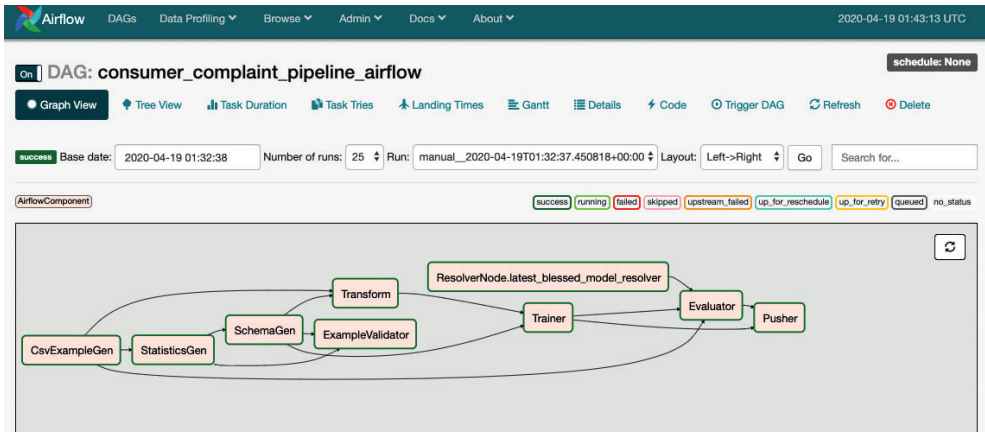 Airflow DAGs Data Profiling Browse Admin Docs About 2020-04-19 01:43:13 UTC
schedule: None
On DAG: consumer_complaint_pipeline_airflow
Graph View Tree View Task Duration Task Tries Landing Times Gantt Details Code Trigger DAG Refresh Delete
success Base date: 2020-04-19 01:32:38 Number of runs: 25 Run: manual__2020-04-19T01:32:37.450818+00:00 Layout: Left->Right Go Search for...
AirflowComponent success running failed skipped upstream_failed up_for_reschedule up_for_retry queued no_status
ResolverNode.latest_blessed_model_resolver
Transform
Evaluator
Trainer Pusher
SchemaGen
ExampleValidator
CsvExampleGen StatisticsGen